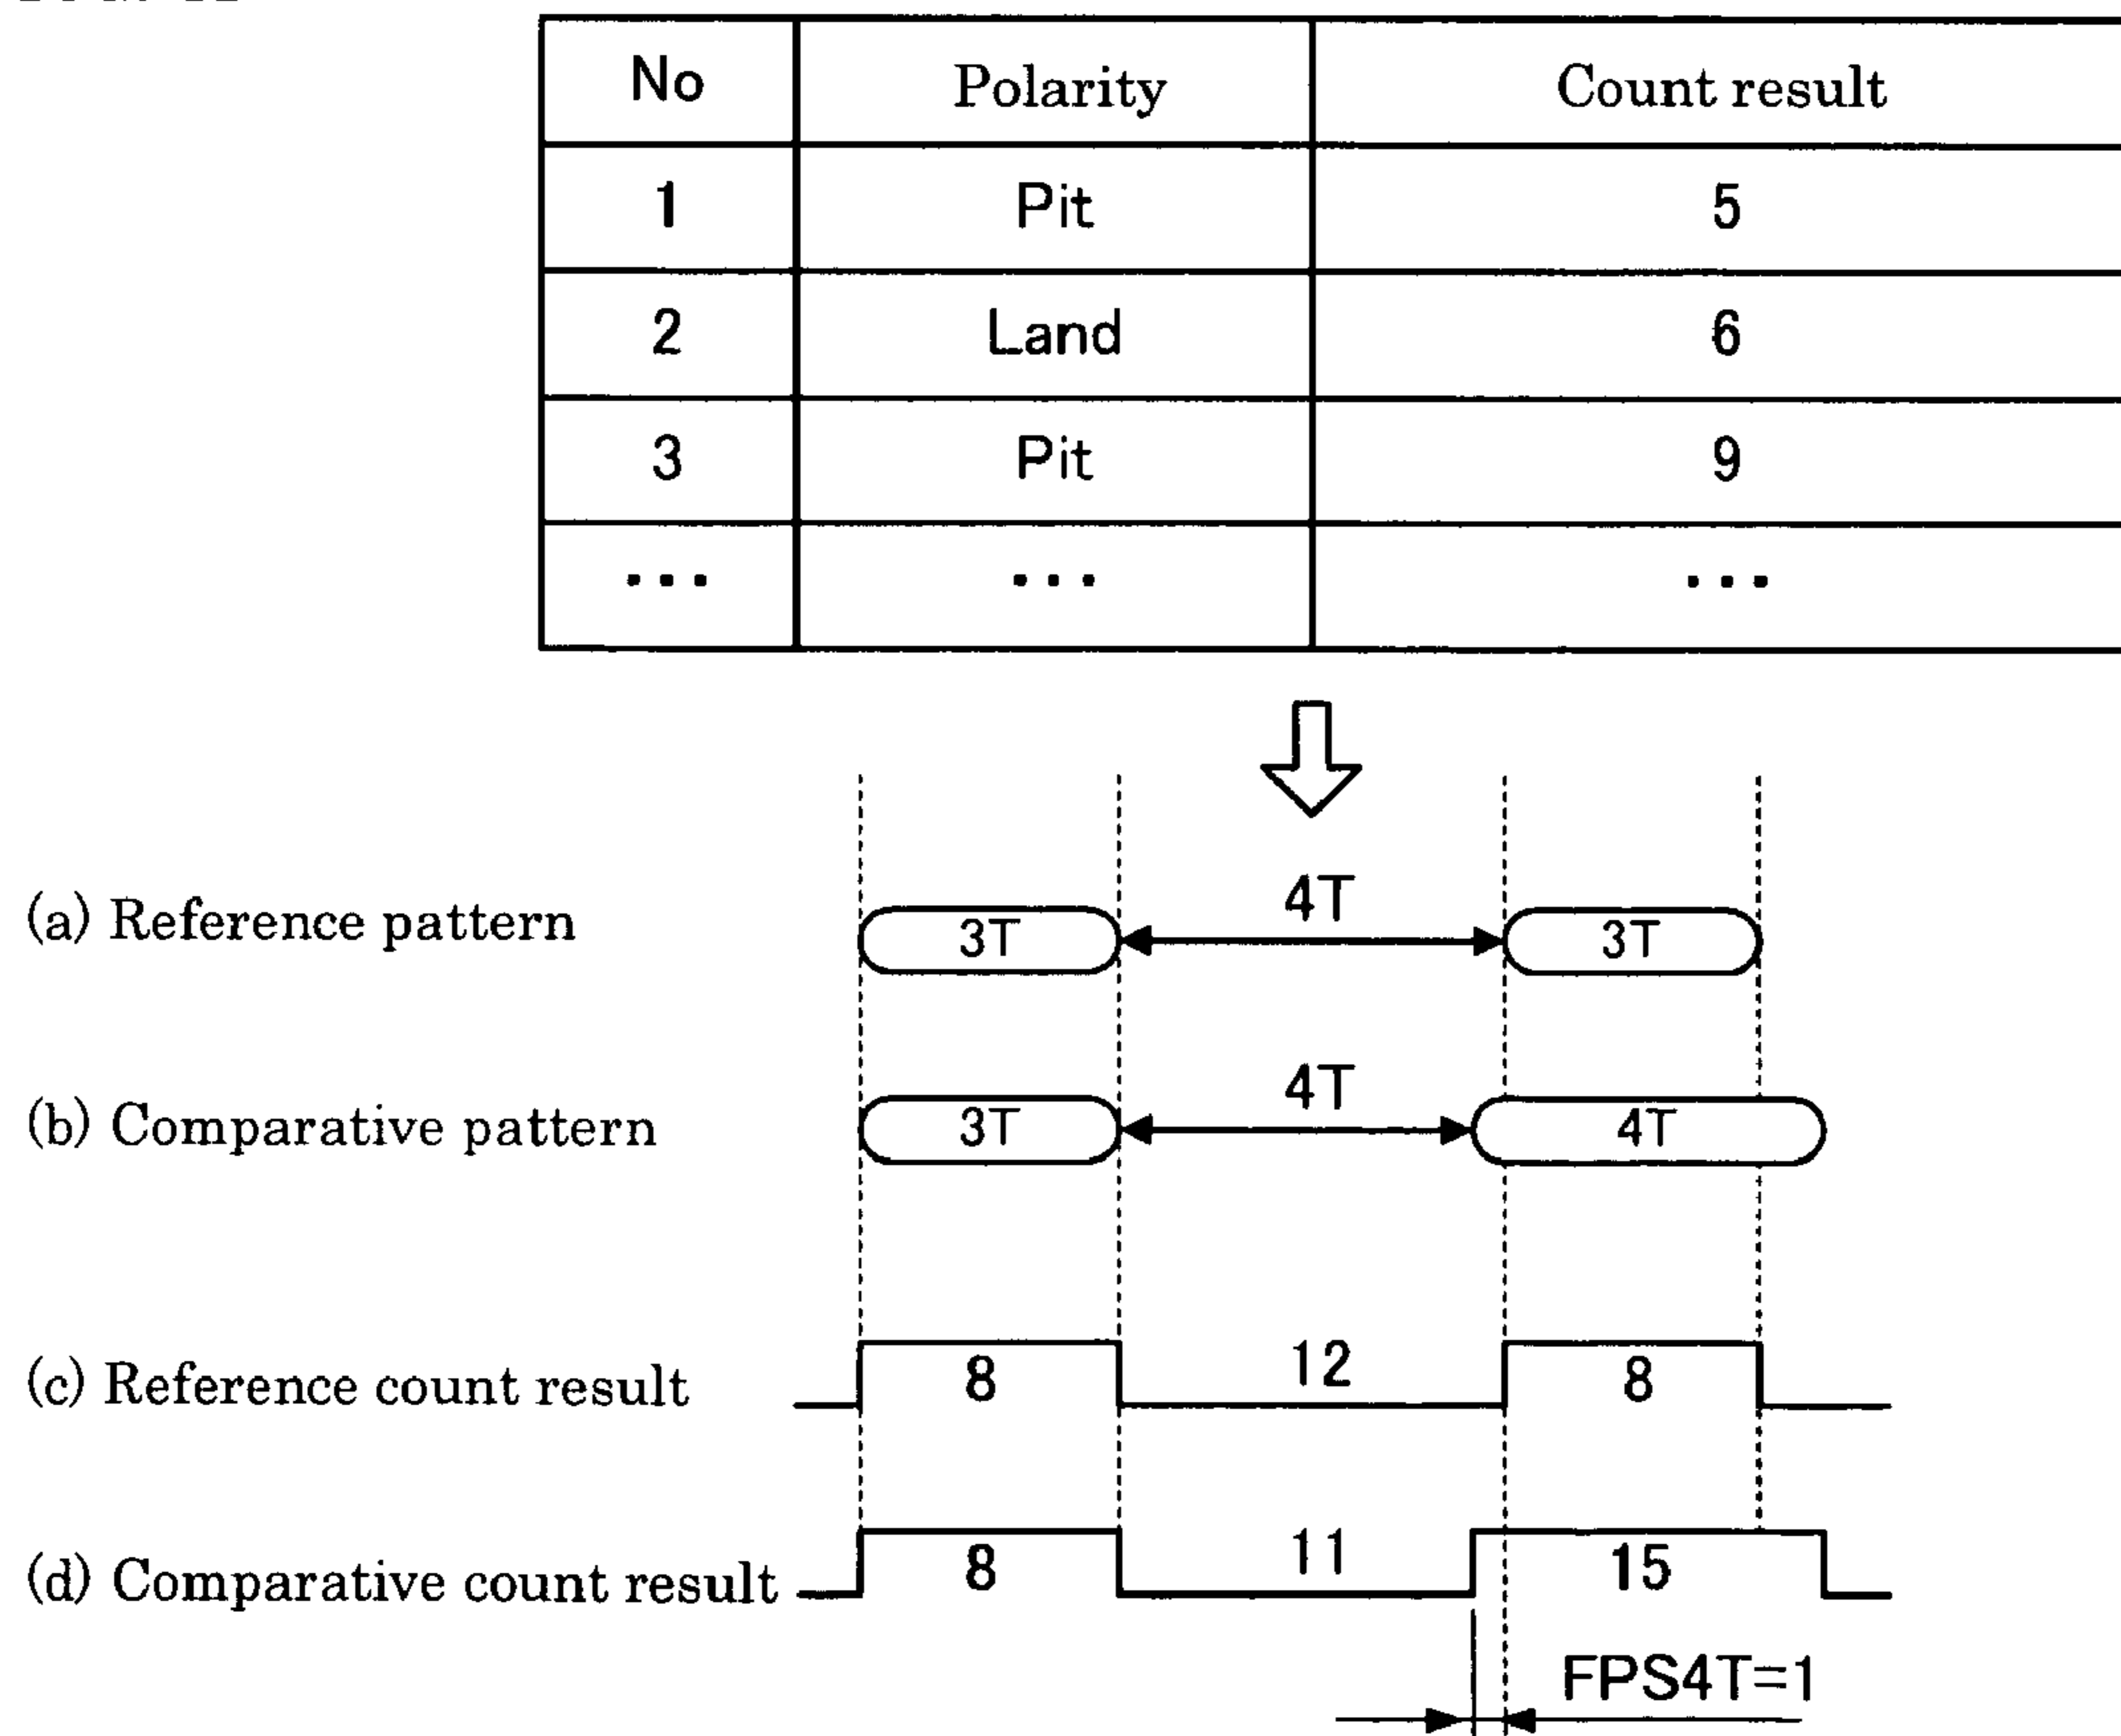 No Polarity Count result
1 Pit 5
2 Land 6
3 Pit 9
... ... ...
4T
(a) Reference pattern 3T 3T
4T
(b) Comparative pattern 3T 4T
(c) Reference count result 8 12 8
(d) Comparative count result 8 11 15
FPS4T=1